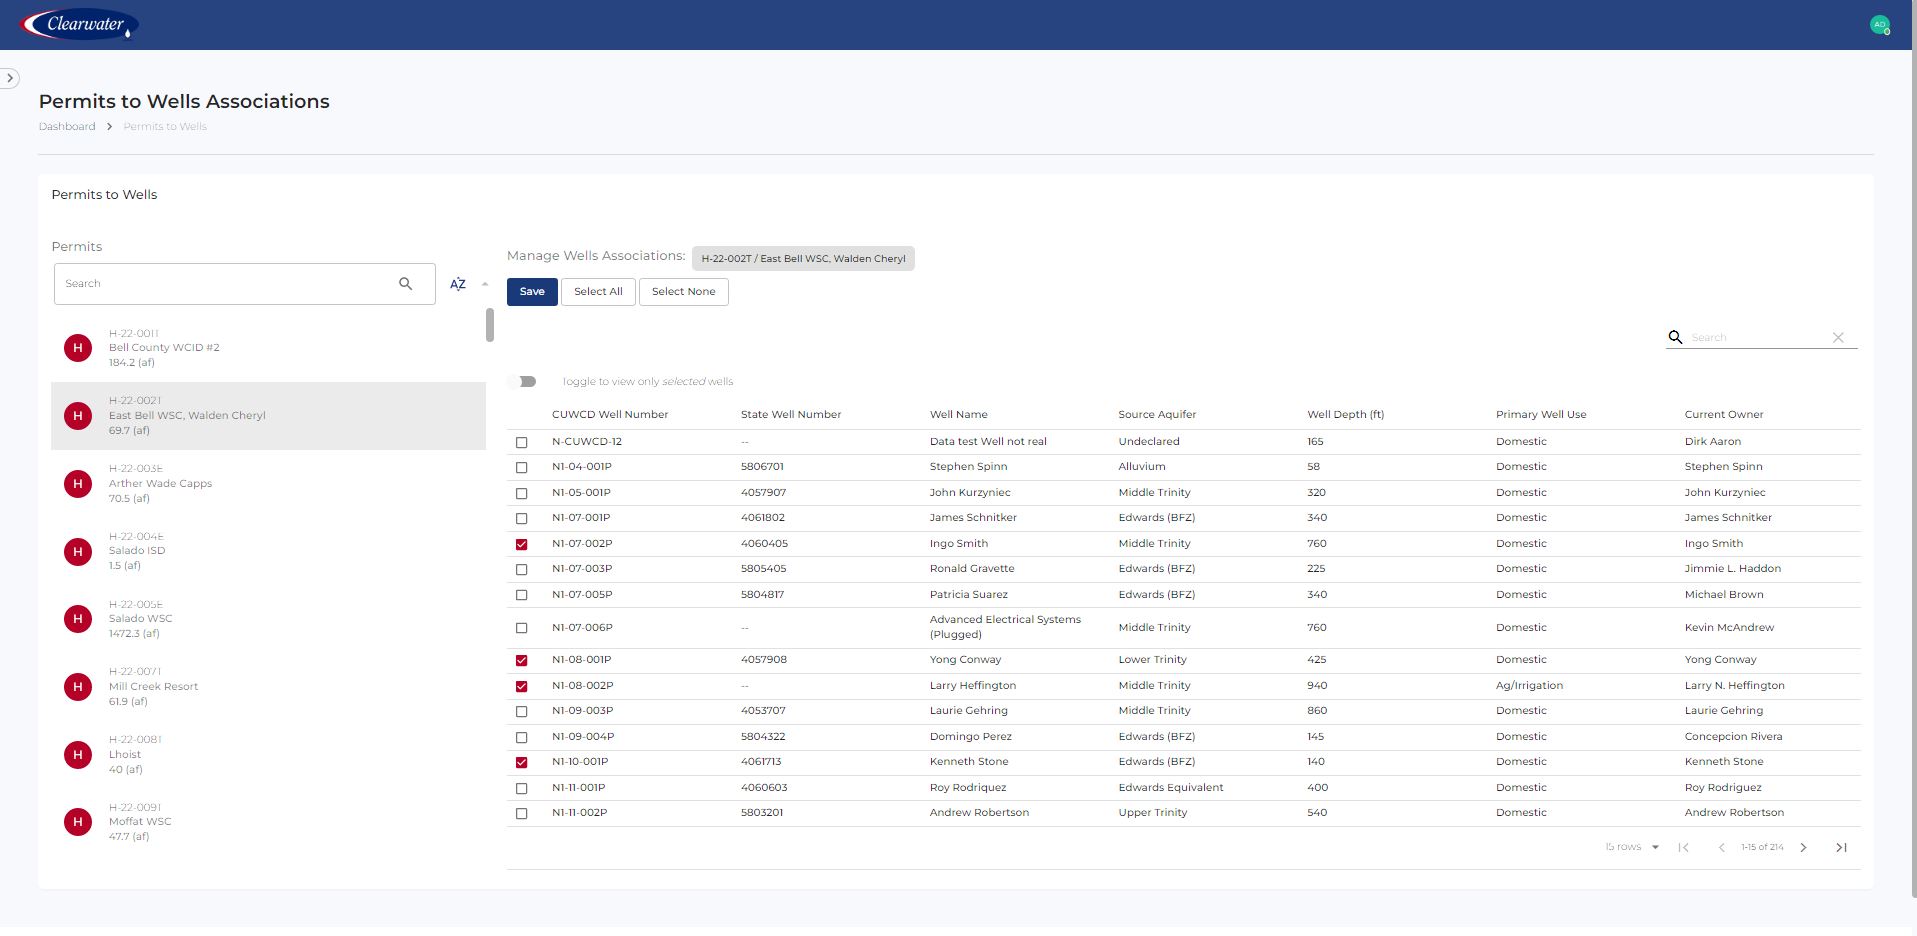 Clearwater
AD
Permits to Wells Associations
Dashboard > Permits to Wells
Permits to Wells
Permits
Search
AZ
H-22-001T
Bell County WCID #2
184.2 (af)
H-22-002T
East Bell WSC, Walden Cheryl
69.7 (af)
H-22-003E
Arther Wade Capps
70.5 (af)
H-22-004E
Salado ISD
1.5 (af)
H-22-005E
Salado WSC
1472.3 (af)
H-22-007T
Mill Creek Resort
61.9 (af)
H-22-008T
Lhoist
40 (af)
H-22-009T
Moffat WSC
47.7 (af)
H
H
H
H
H
H
H
H
Manage Wells Associations: H-22-002T / East Bell WSC, Walden Cheryl
Save Select All Select None
Search
Toggle to view only selected wells
CUWCD Well Number State Well Number Well Name Source Aquifer Well Depth (ft) Primary Well Use Current Owner
N-CUWCD-12 -- Data test Well not real Undeclared 165 Domestic Dirk Aaron
N1-04-001P 5806701 Stephen Spinn Alluvium 58 Domestic Stephen Spinn
N1-05-001P 4057907 John Kurzyniec Middle Trinity 320 Domestic John Kurzyniec
N1-07-001P 4061802 James Schnitker Edwards (BFZ) 340 Domestic James Schnitker
N1-07-002P 4060405 Ingo Smith Middle Trinity 760 Domestic Ingo Smith
N1-07-003P 5805405 Ronald Gravette Edwards (BFZ) 225 Domestic Jimmie L. Haddon
N1-07-005P 5804817 Patricia Suarez Edwards (BFZ) 340 Domestic Michael Brown
N1-07-006P -- Advanced Electrical Systems (Plugged) Middle Trinity 760 Domestic Kevin McAndrew
N1-08-001P 4057908 Yong Conway Lower Trinity 425 Domestic Yong Conway
N1-08-002P -- Larry Heffington Middle Trinity 940 Ag/Irrigation Larry N. Heffington
N1-09-003P 4053707 Laurie Gehring Middle Trinity 860 Domestic Laurie Gehring
N1-09-004P 5804322 Domingo Perez Edwards (BFZ) 145 Domestic Concepcion Rivera
N1-10-001P 4061713 Kenneth Stone Edwards (BFZ) 140 Domestic Kenneth Stone
N1-11-001P 4060603 Roy Rodriquez Edwards Equivalent 400 Domestic Roy Rodriguez
N1-11-002P 5803201 Andrew Robertson Upper Trinity 540 Domestic Andrew Robertson
15 rows 1-15 of 214